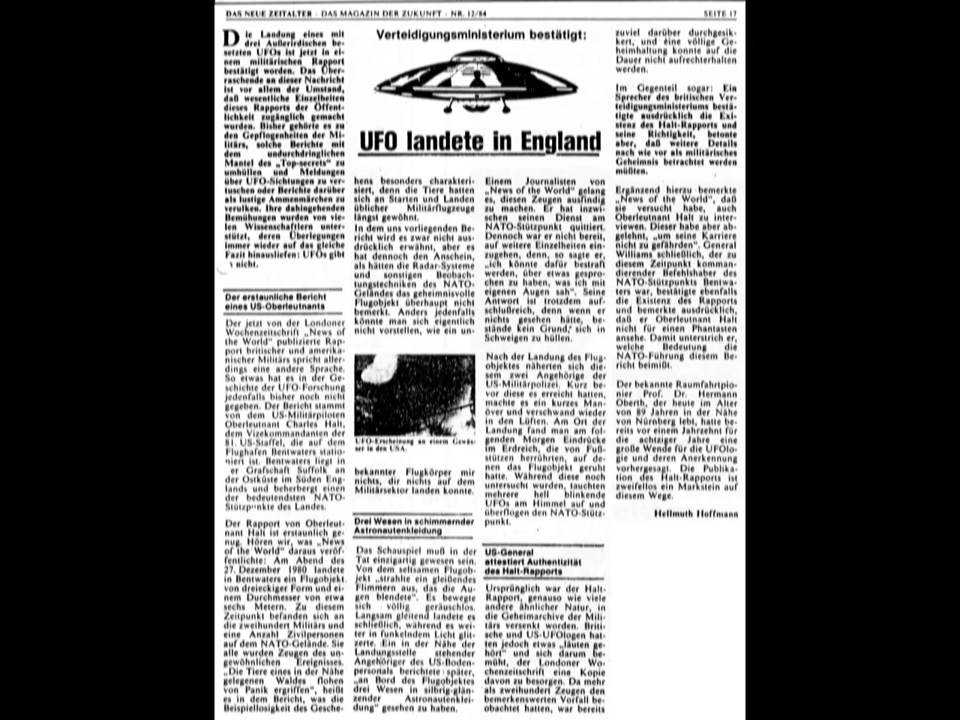 DAS NEUE ZEITALTER · DAS MAGAZIN DER ZUKUNFT · NR. 12/84
SEITE 17
Verteidigungsministerium bestätigt:
UFO landete in England
Die Landung eines mit
drei Außerirdischen be-
setzten UFOs ist jetzt in ei-
nem militärischen Rapport
bestätigt worden. Das Über-
raschende an dieser Nachricht
ist vor allem der Umstand,
daß wesentliche Einzelheiten
dieses Rapports der Öffent-
lichkeit zugänglich gemacht
wurden. Bisher gehörte es zu
den Gepflogenheiten der Mi-
litärs, solche Berichte mit
dem undurchdringlichen
Mantel des „Top-secrets" zu
umhüllen und Meldungen
über UFO-Sichtungen zu ver-
tuschen oder Berichte darüber
als lustige Ammenmärchen zu
verulken. Ihre dahingehenden
Bemühungen wurden von vie-
len Wissenschaftlern unter-
stützt, deren Überlegungen
immer wieder auf das gleiche
Fazit hinausliefen: UFOs gibt
nicht.
Der erstaunliche Bericht
eines US-Oberleutnants
Der jetzt von der Londoner
Wochenzeitschrift „News of
the World" publizierte Rap-
port britischer und amerika-
nischer Militärs spricht aller-
dings eine andere Sprache.
So etwas hat es in der Ge-
schichte der UFO-Forschung
jedenfalls bisher noch nicht
gegeben. Der Bericht stammt
von dem US-Militärpiloten
Oberleutnant Charles Halt,
dem Vizekommandanten der
81. US-Staffel, die auf dem
Flughafen Bentwaters statio-
niert ist. Bentwaters liegt in
er Grafschaft Suffolk an
der Ostküste im Süden Eng-
lands und beherbergt einen
der bedeutendsten NATO-
Stützpunkte des Landes.
Der Rapport von Oberleut-
nant Halt ist erstaunlich ge-
nug. Hören wir, was „News
of the World" daraus veröf-
fentlichte: Am Abend des
27. Dezember 1980 landete
in Bentwaters ein Flugobjekt
von dreieckiger Form und ei-
nem Durchmesser von etwa
sechs Metern. Zu diesem
Zeitpunkt befanden sich an
die zweihundert Militärs und
eine Anzahl Zivilpersonen
auf dem NATO-Gelände. Sie
alle wurden Zeugen des un-
gewöhnlichen Ereignisses.
„Die Tiere eines in der Nähe
gelegenen Waldes flohen
von Panik ergriffen", heißt
es in dem Bericht, was die
Beispiellosigkeit des Gesche-
hens besonders charakteri-
siert, denn die Tiere hatten
sich an Starten und Landen
üblicher Militärflugzeuge
längst gewöhnt.
In dem uns vorliegenden Be-
richt wird es zwar nicht aus-
drücklich erwähnt, aber es
hat dennoch den Anschein,
als hätten die Radar-Systeme
und sonstigen Beobach-
tungstechniken des NATO-
Geländes das geheimnisvolle
Flugobjekt überhaupt nicht
bemerkt. Anders jedenfalls
könnte man sich eigentlich
nicht vorstellen, wie ein un-
UFO-Erscheinung an einem Gewäs-
ser in den USA.
bekannter Flugkörper mir
nichts, dir nichts auf dem
Militärsektor landen konnte.
Drei Wesen in schimmernder
Astronautenkleidung
Das Schauspiel muß in der
Tat einzigartig gewesen sein.
Von dem seltsamen Flugob-
jekt „strahlte ein gleißendes
Flimmern aus, das die Au-
gen blendete". Es bewegte
sich völlig geräuschlos.
Langsam gleitend landete es
schließlich, während es wei-
ter in funkelndem Licht glit-
zerte. Ein in der Nähe der
Landungsstelle stehender
Angehöriger des US-Boden-
personals berichtete später,
„an Bord des Flugobjektes
drei Wesen in silbrig-glän-
zender Astronautenklei-
dung" gesehen zu haben.
Einem Journalisten von
„News of the world" gelang
es, diesen Zeugen ausfindig
zu machen. Er hat inzwi-
schen seinen Dienst am
NATO-Stützpunkt quittiert.
Dennoch war er nicht bereit,
auf weitere Einzelheiten ein-
zugehen, denn, so sagte er,
„ich könnte dafür bestraft
werden, über etwas gespro-
chen zu haben, was ich mit
eigenen Augen sah". Seine
Antwort ist trotzdem auf-
schlußreich, denn wenn er
nichts gesehen hätte, be-
stände kein Grund, sich in
Schweigen zu hüllen.
Nach der Landung des Flug-
objektes näherten sich die-
sem zwei Angehörige der
US-Militärpolizei. Kurz be-
vor diese es erreicht hatten,
machte es ein kurzes Man-
över und verschwand wieder
in den Lüften. Am Ort der
Landung fand man am fol-
genden Morgen Eindrücke
im Erdreich, die von Fuß-
stützen herrührten, auf de-
nen das Flugobjekt geruht
hatte. Während diese noch
untersucht wurden, tauchten
mehrere hell blinkende
UFOs am Himmel auf und
überflogen den NATO-Stütz-
punkt.
US-General
attestiert Authentizität
des Halt-Rapports
Ursprünglich war der Halt-
Rapport, genauso wie viele
andere ähnlicher Natur, in
die Geheimarchive der Mili-
tärs versenkt worden. Briti-
sche und US-UFOlogen hat-
ten jedoch etwas „läuten ge-
hört" und sich darum be-
müht, der Londoner Wo-
chenzeitschrift eine Kopie
davon zu besorgen. Da mehr
als zweihundert Zeugen den
bemerkenswerten Vorfall be-
obachtet hatten, war bereits
zuviel darüber durchgesik-
kert, und eine völlige Ge-
heimhaltung konnte auf die
Dauer nicht aufrechterhalten
werden.
Im Gegenteil sogar: Ein
Sprecher des britischen Ver-
teidigungsministeriums bestä-
tigte ausdrücklich die Exi-
stenz des Halt-Rapports und
seine Richtigkeit, betonte
aber, daß weitere Details
nach wie vor als militärisches
Geheimnis betrachtet werden
müßten.
Ergänzend hierzu bemerkte
„News of the World", daß
sie versucht habe, auch
Oberleutnant Halt zu inter-
viewen. Dieser habe aber ab-
gelehnt, „um seine Karriere
nicht zu gefährden". General
Williams schließlich, der zu
diesem Zeitpunkt komman-
dierender Befehlshaber des
NATO-Stützpunkts Bentwa-
ters war, bestätigte ebenfalls
die Existenz des Rapports
und bemerkte ausdrücklich,
daß er Oberleutnant Halt
nicht für einen Phantasten
ansehe. Damit unterstrich er,
welche Bedeutung die
NATO-Führung diesem Be-
richt beimißt.
Der bekannte Raumfahrtpio-
nier Prof. Dr. Hermann
Oberth, der heute im Alter
von 89 Jahren in der Nähe
von Nürnberg lebt, hatte be-
reits vor einem Jahrzehnt für
die achtziger Jahre eine
große Wende für die UFOlo-
gie und deren Anerkennung
vorhergesagt. Die Publika-
tion des Halt-Rapports ist
zweifellos ein Markstein auf
diesem Wege.
Hellmuth Hoffmann